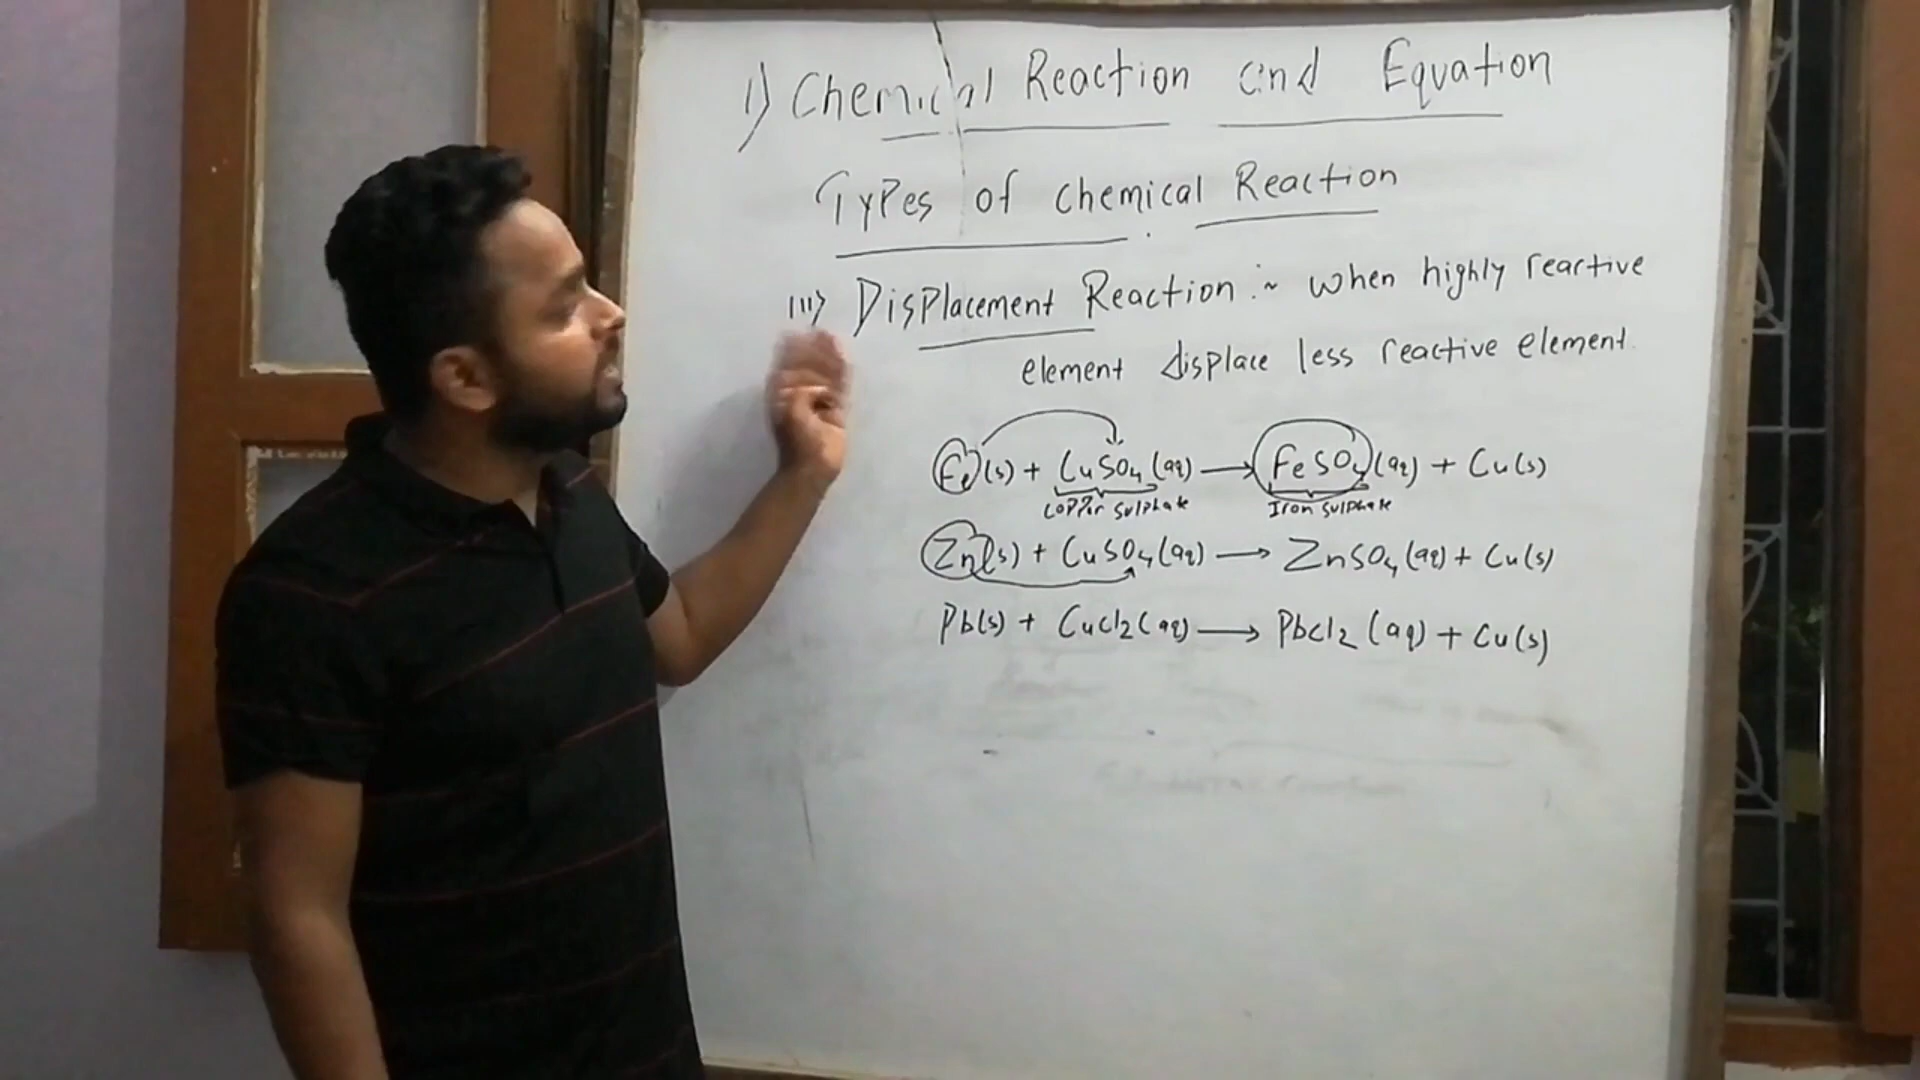 1) Chemical Reaction and Equation
Types of chemical Reaction
111) Displacement Reaction :~ when highly reactive
element displace less reactive element.
Fe(s) + CuSO4(aq) → FeSO4(aq) + Cu(s)
copper sulphate Iron sulphate
Zn(s) + CuSO4(aq) → ZnSO4(aq) + Cu(s)
Pb(s) + CuCl2(aq) → PbCl2(aq) + Cu(s)